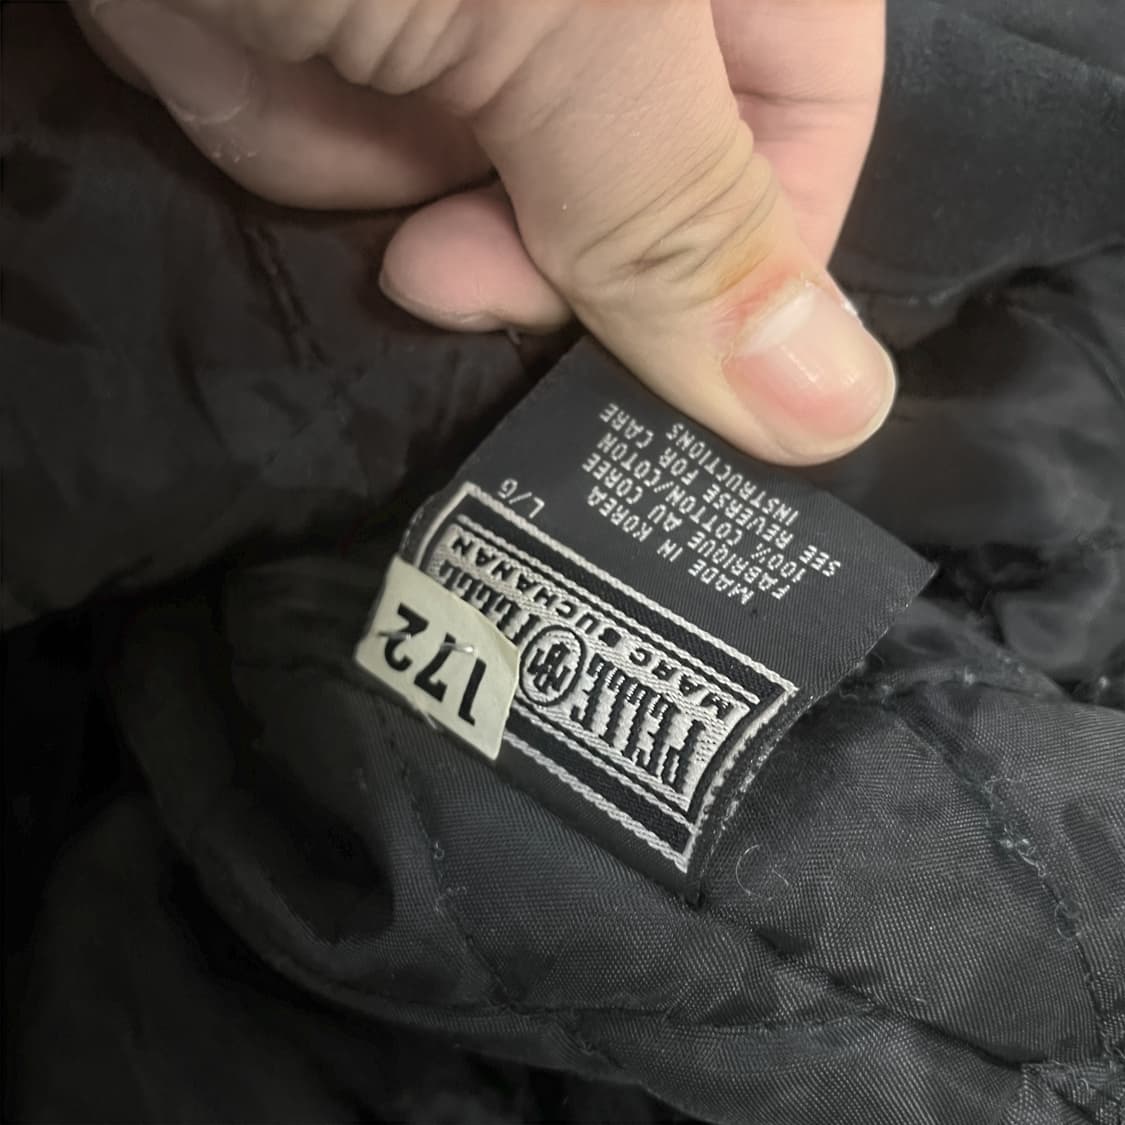 MARC BUCHANAN
PELLE PELLE
172
L/G
MADE IN KOREA
FABRIQUE AU COREE
100% COTTON/COTON
SEE REVERSE FOR CARE
INSTRUCTIONS